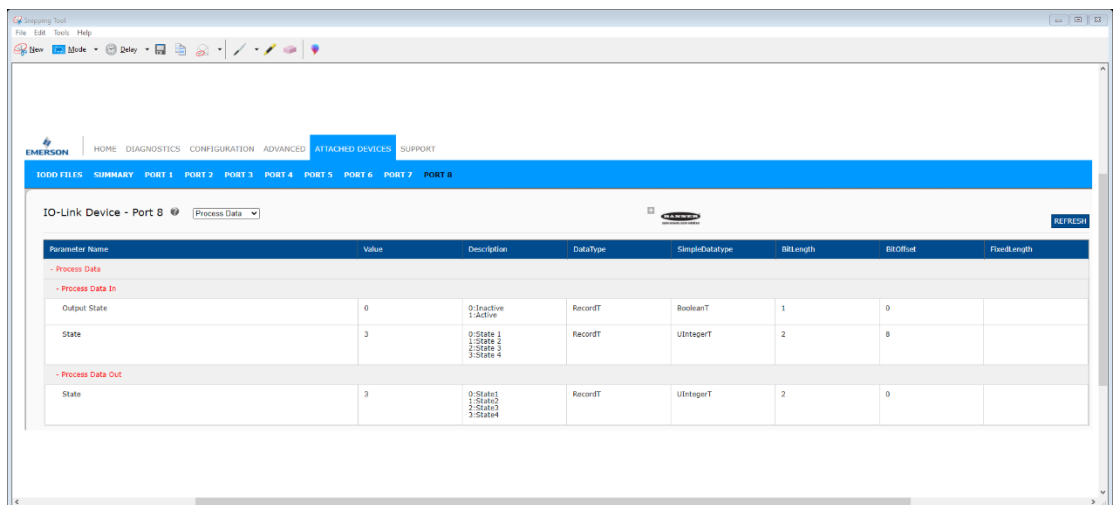 Snipping Tool
File Edit Tools Help
New Mode Delay
EMERSON HOME DIAGNOSTICS CONFIGURATION ADVANCED ATTACHED DEVICES SUPPORT
IODD FILES SUMMARY PORT 1 PORT 2 PORT 3 PORT 4 PORT 5 PORT 6 PORT 7 PORT 8
IO-Link Device - Port 8 Process Data
BANNER
REFRESH
Parameter Name Value Description DataType SimpleDatatype BitLength BitOffset FixedLength
- Process Data
- Process Data In
Output State 0 0:Inactive RecordT BooleanT 1 0
1:Active
State 3 0:State 1 RecordT UIntegerT 2 8
1:State 2
2:State 3
3:State 4
- Process Data Out
State 3 0:State1 RecordT UIntegerT 2 0
1:State2
2:State3
3:State4